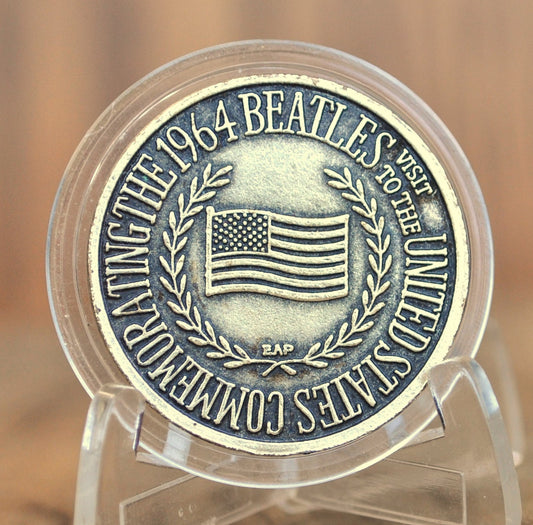 COMMEMORATING THE 1964 BEATLES' VISIT TO THE UNITED STATES
EAP